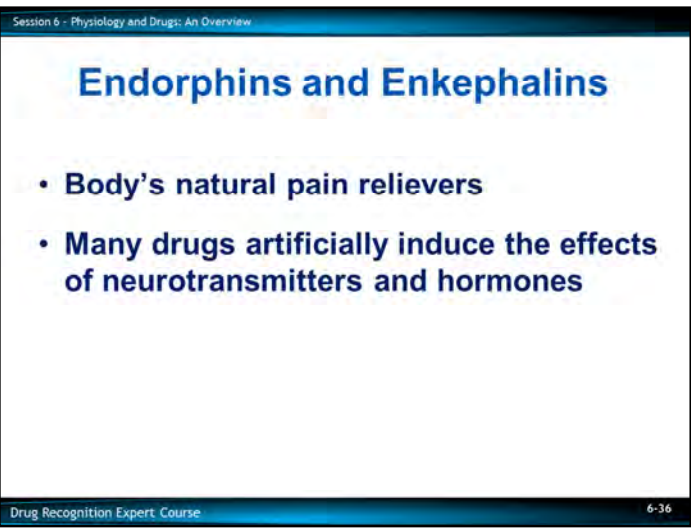 Session 6 - Physiology and Drugs: An Overview
Endorphins and Enkephalins
• Body's natural pain relievers
• Many drugs artificially induce the effects
of neurotransmitters and hormones
Drug Recognition Expert Course
6-36